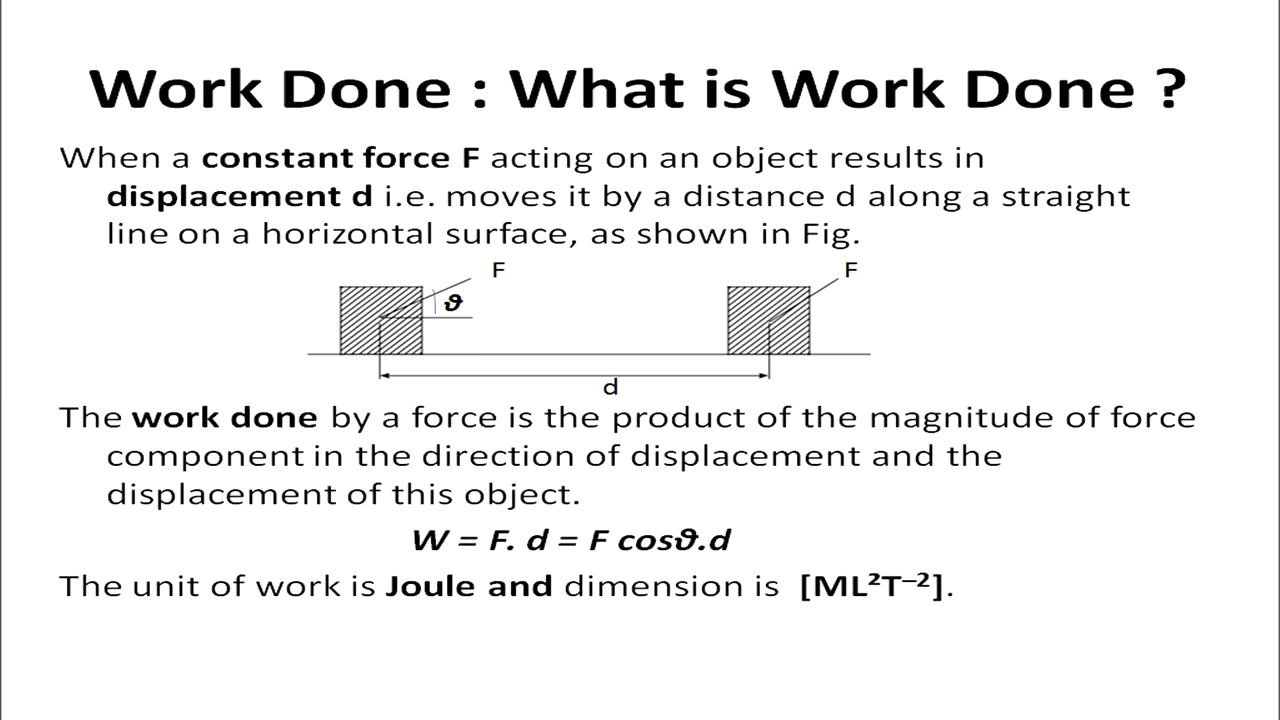 Work Done : What is Work Done ?
When a constant force F acting on an object results in
displacement d i.e. moves it by a distance d along a straight
line on a horizontal surface, as shown in Fig.
F
F
ϑ
d
The work done by a force is the product of the magnitude of force
component in the direction of displacement and the
displacement of this object.
W = F. d = F cosϑ.d
The unit of work is Joule and dimension is [ML²T⁻²].